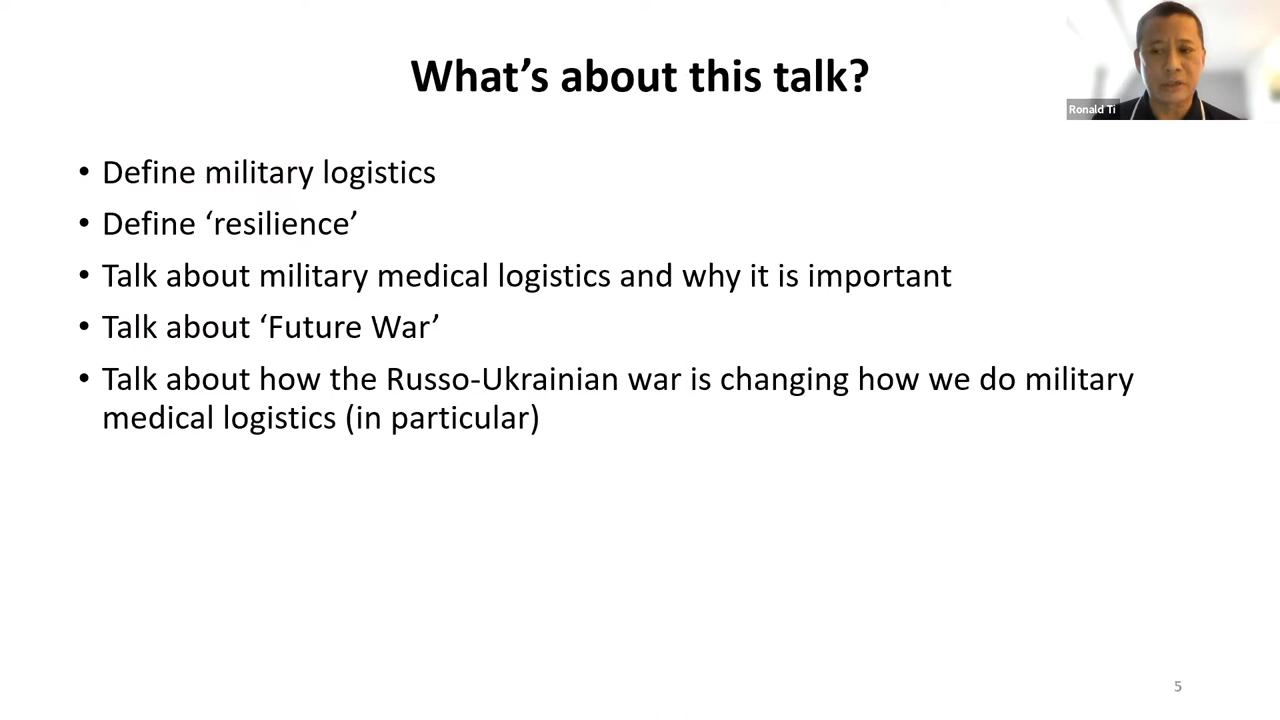 What’s about this talk?
Ronald Ti
• Define military logistics
• Define ‘resilience’
• Talk about military medical logistics and why it is important
• Talk about ‘Future War’
• Talk about how the Russo-Ukrainian war is changing how we do military
medical logistics (in particular)
5